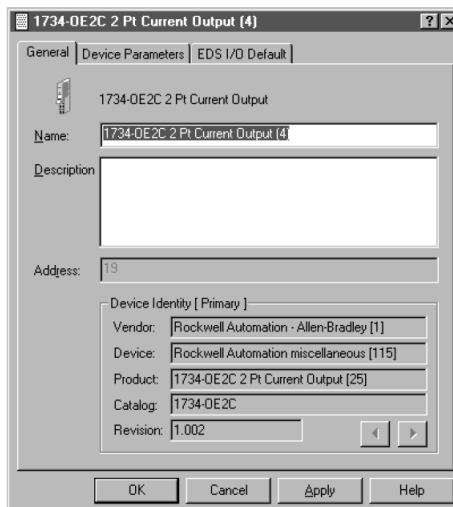 1734-OE2C 2 Pt Current Output (4)
General Device Parameters EDS I/O Default
1734-OE2C 2 Pt Current Output
Name: 1734-OE2C 2 Pt Current Output (4)
Description
Address: 19
Device Identity [ Primary ]
Vendor: Rockwell Automation - Allen-Bradley [1]
Device: Rockwell Automation miscellaneous [115]
Product: 1734-OE2C 2 Pt Current Output [25]
Catalog: 1734-OE2C
Revision: 1.002
OK Cancel Apply Help